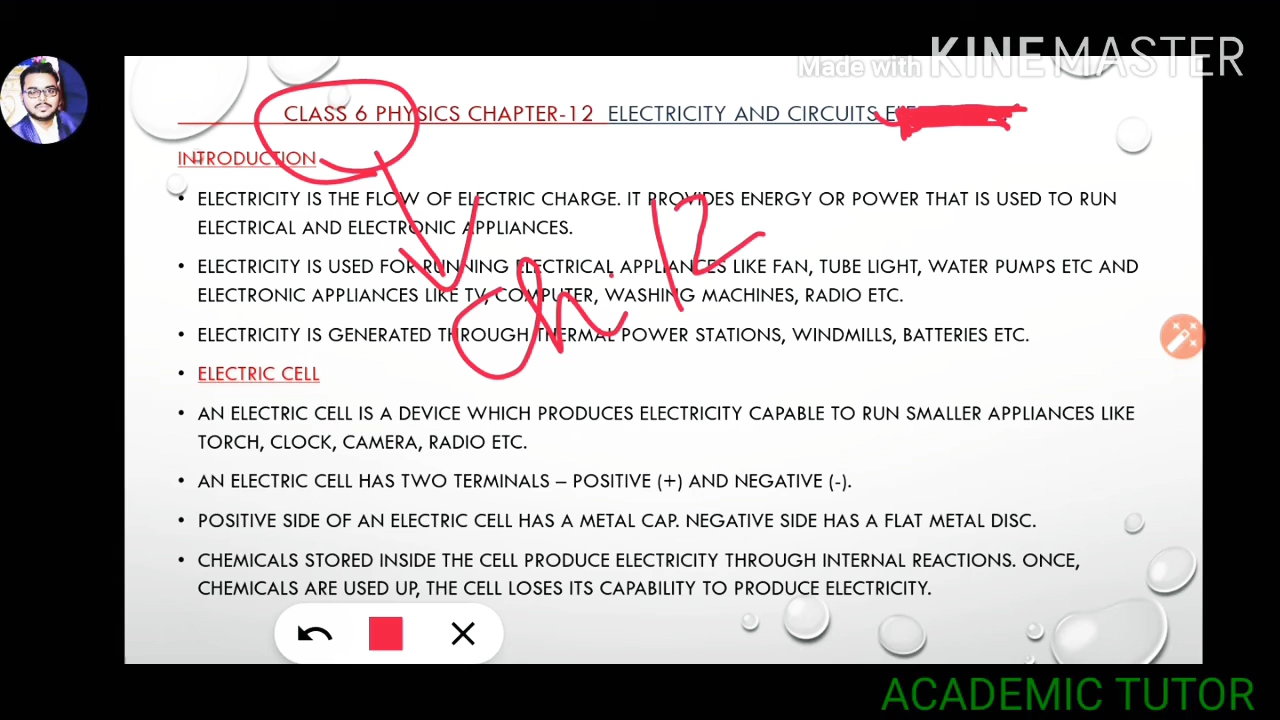 Made with KINEMASTER
CLASS 6 PHYSICS CHAPTER-12 ELECTRICITY AND CIRCUITS
INTRODUCTION
• ELECTRICITY IS THE FLOW OF ELECTRIC CHARGE. IT PROVIDES ENERGY OR POWER THAT IS USED TO RUN
ELECTRICAL AND ELECTRONIC APPLIANCES.
Ch. 12
• ELECTRICITY IS USED FOR RUNNING ELECTRICAL APPLIANCES LIKE FAN, TUBE LIGHT, WATER PUMPS ETC AND
ELECTRONIC APPLIANCES LIKE TV, COMPUTER, WASHING MACHINES, RADIO ETC.
• ELECTRICITY IS GENERATED THROUGH THERMAL POWER STATIONS, WINDMILLS, BATTERIES ETC.
• ELECTRIC CELL
• AN ELECTRIC CELL IS A DEVICE WHICH PRODUCES ELECTRICITY CAPABLE TO RUN SMALLER APPLIANCES LIKE
TORCH, CLOCK, CAMERA, RADIO ETC.
• AN ELECTRIC CELL HAS TWO TERMINALS – POSITIVE (+) AND NEGATIVE (-).
• POSITIVE SIDE OF AN ELECTRIC CELL HAS A METAL CAP. NEGATIVE SIDE HAS A FLAT METAL DISC.
• CHEMICALS STORED INSIDE THE CELL PRODUCE ELECTRICITY THROUGH INTERNAL REACTIONS. ONCE,
CHEMICALS ARE USED UP, THE CELL LOSES ITS CAPABILITY TO PRODUCE ELECTRICITY.
ACADEMIC TUTOR